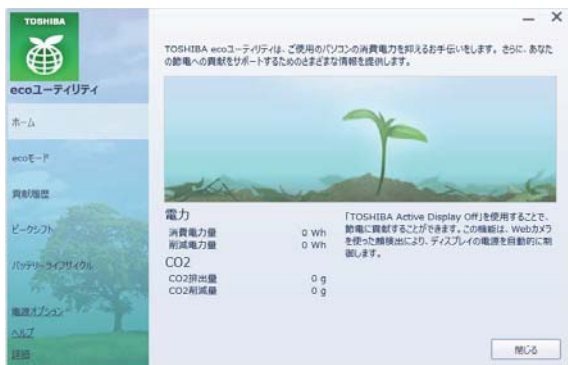 TOSHIBA
ecoユーティリティ
ホーム
ecoモード
貢献履歴
ピークシフト
バッテリーライフサイクル
電源オプション
ヘルプ
詳細
TOSHIBA ecoユーティリティは、ご使用のパソコンの消費電力を抑えるお手伝いをします。さらに、あなた
の節電への貢献をサポートするためのさまざまな情報を提供します。
電力
消費電力量 0 Wh
削減電力量 0 Wh
CO2
CO2排出量 0 g
CO2削減量 0 g
「TOSHIBA Active Display Off」を使用することで、
節電に貢献することができます。この機能は、Webカメラ
を使った顔検出により、ディスプレイの電源を自動的に制
御します。
閉じる